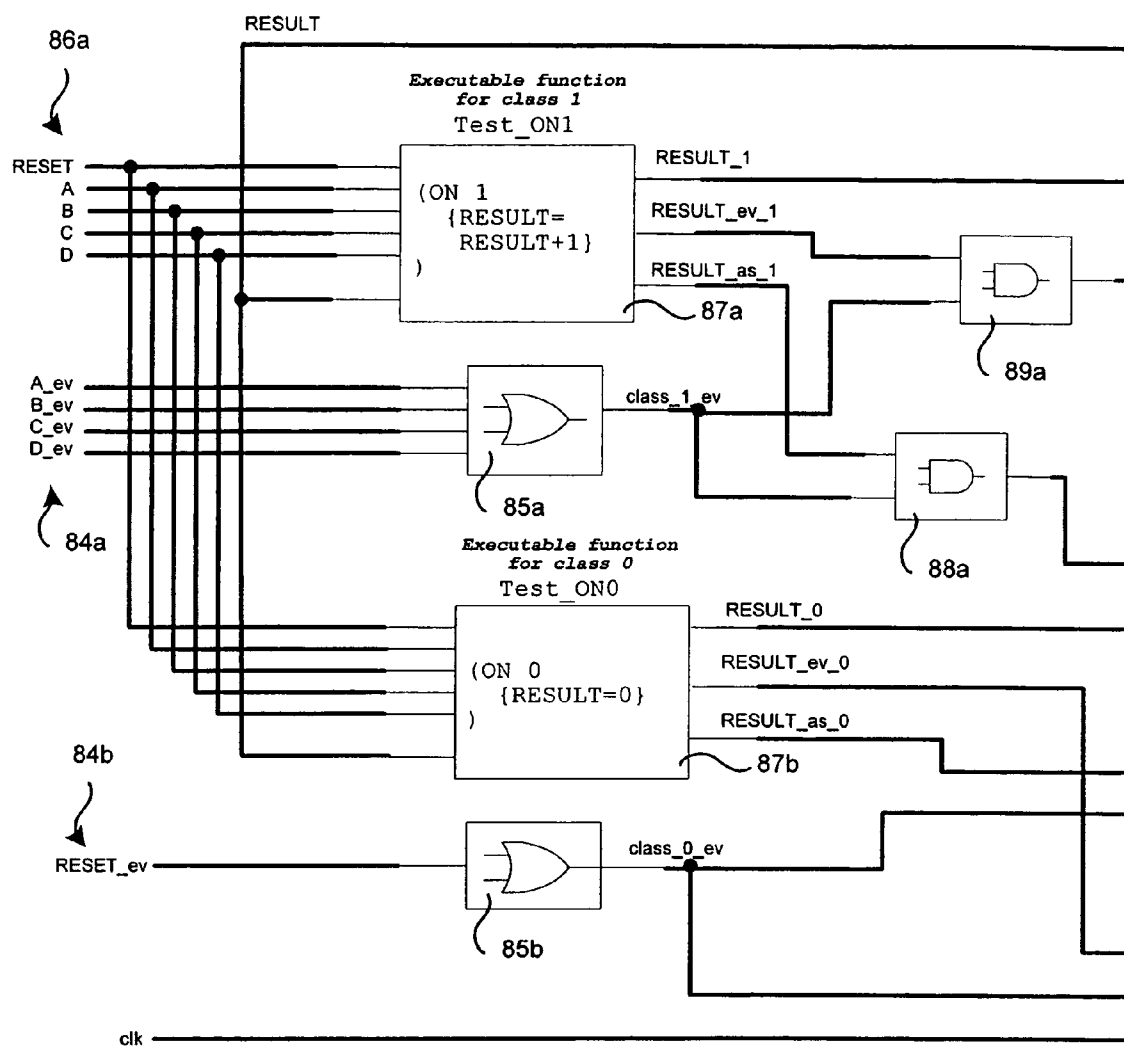 RESULT
86a
Executable function
for class 1
Test_ON1
RESET
A
B
C
D
(ON 1
{RESULT=
RESULT+1}
)
RESULT_1
RESULT_ev_1
RESULT_as_1
87a
89a
A_ev
B_ev
C_ev
D_ev
class_1_ev
84a
85a
88a
Executable function
for class 0
Test_ON0
(ON 0
{RESULT=0}
)
RESULT_0
RESULT_ev_0
RESULT_as_0
87b
84b
RESET_ev
class_0_ev
85b
clk